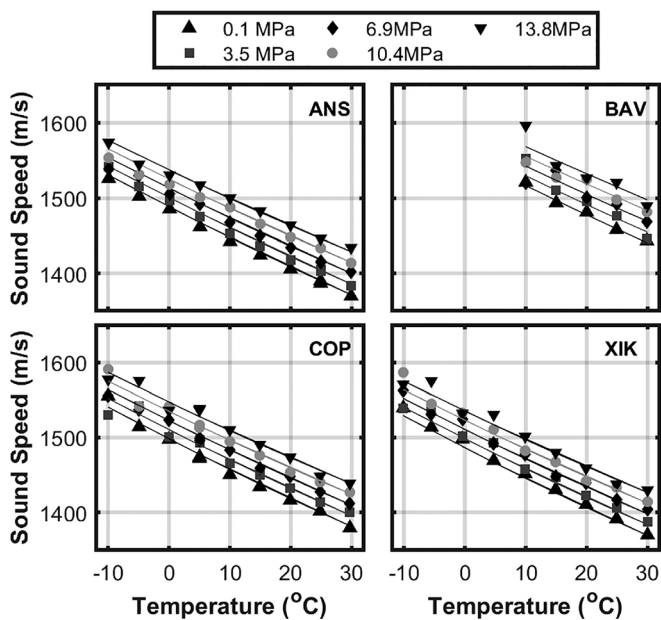 0.1 MPa 6.9MPa 13.8MPa
3.5 MPa 10.4MPa
ANS BAV
1600
1500
1400
Sound Speed (m/s)
COP XIK
1600
1500
1400
Sound Speed (m/s)
-10 0 10 20 30 -10 0 10 20 30
Temperature (°C) Temperature (°C)